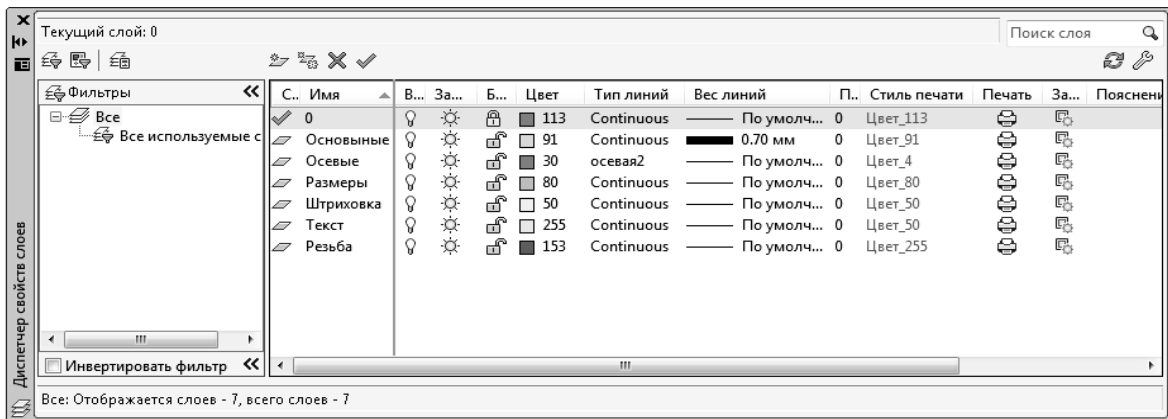 Текущий слой: 0
Поиск слоя
Фильтры
Все
Все используемые с
Инвертировать фильтр
С.. Имя В... За... Б... Цвет Тип линий Вес линий П.. Стиль печати Печать За... Пояснени
0 113 Continuous По умолч... 0 Цвет_113
Основыные 91 Continuous 0.70 мм 0 Цвет_91
Осевые 30 осевая2 По умолч... 0 Цвет_4
Размеры 80 Continuous По умолч... 0 Цвет_80
Штриховка 50 Continuous По умолч... 0 Цвет_50
Текст 255 Continuous По умолч... 0 Цвет_50
Резьба 153 Continuous По умолч... 0 Цвет_255
Диспетчер свойств слоев
Все: Отображается слоев - 7, всего слоев - 7